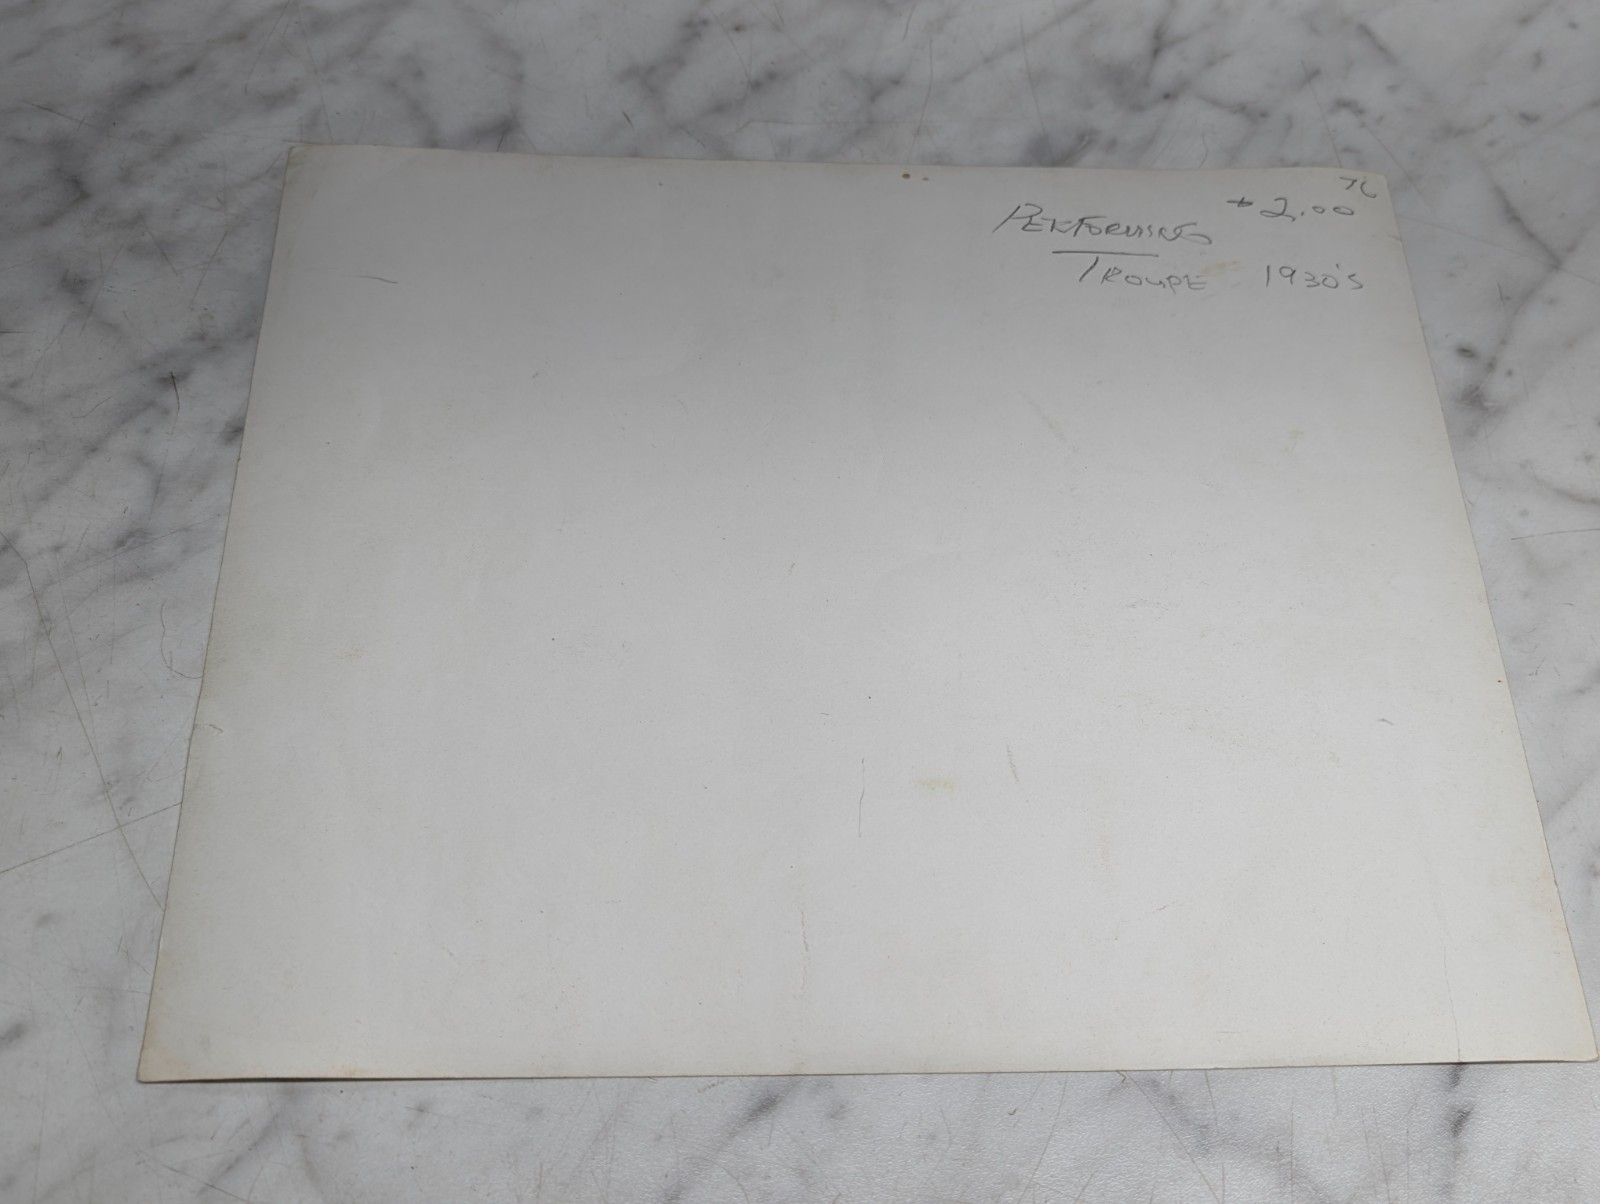 76
$2.00
PERFORMING
TROUPE 1930's